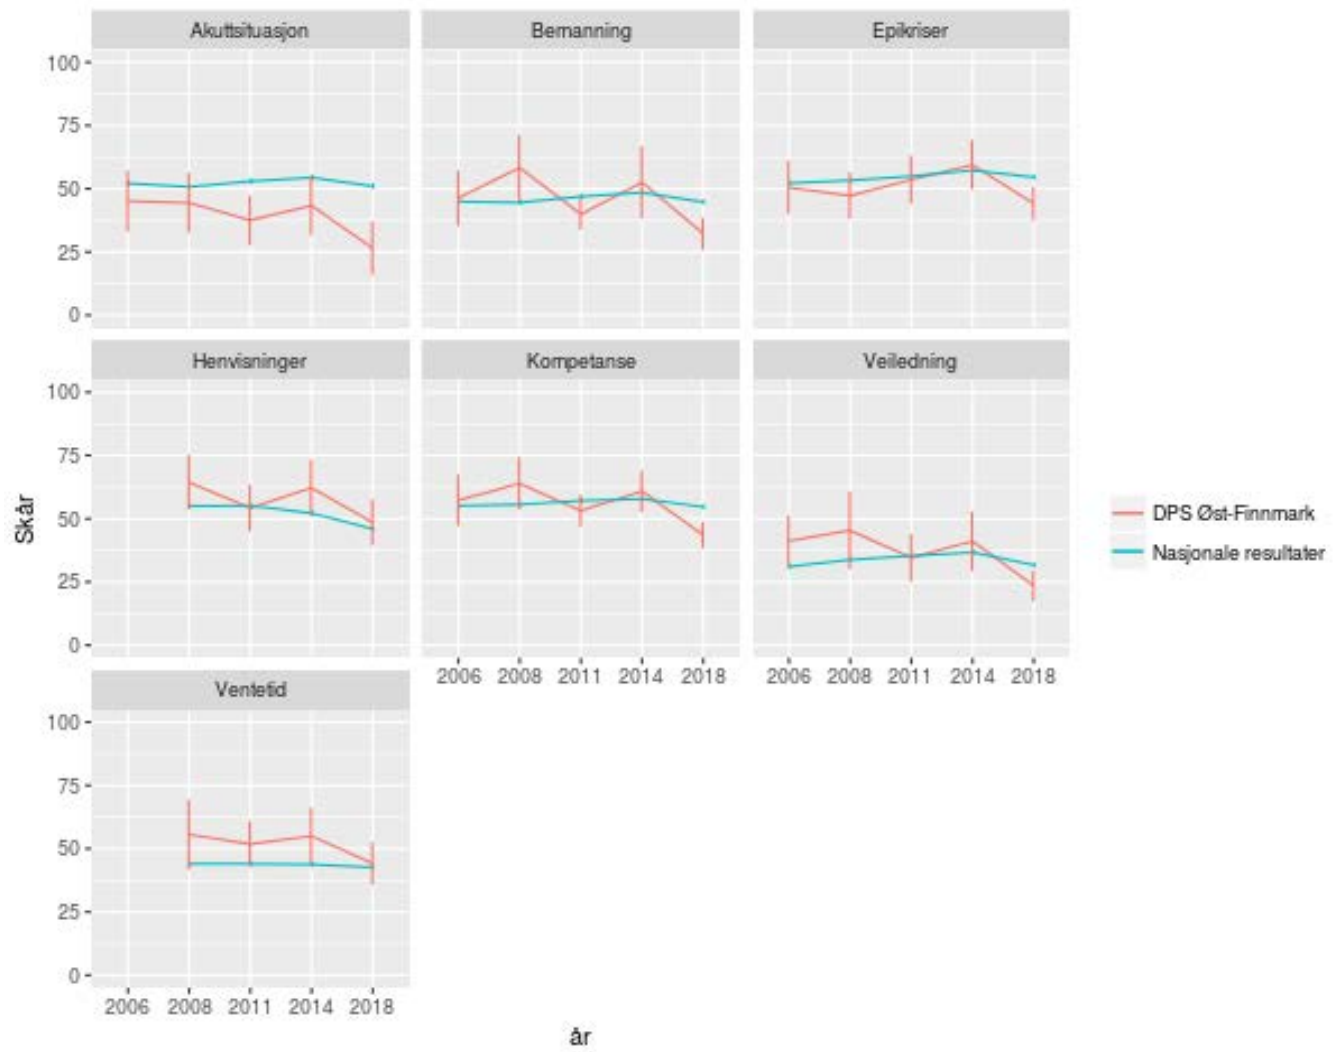 Akuttsituasjon
Bemanning
Epikriser
100
75
50
25
0
Henvisninger
Kompetanse
Veiledning
100
75
50
25
0
2006 2008 2011 2014 2018
2006 2008 2011 2014 2018
Ventetid
100
75
50
25
0
2006 2008 2011 2014 2018
Skår
år
DPS Øst-Finnmark
Nasjonale resultater